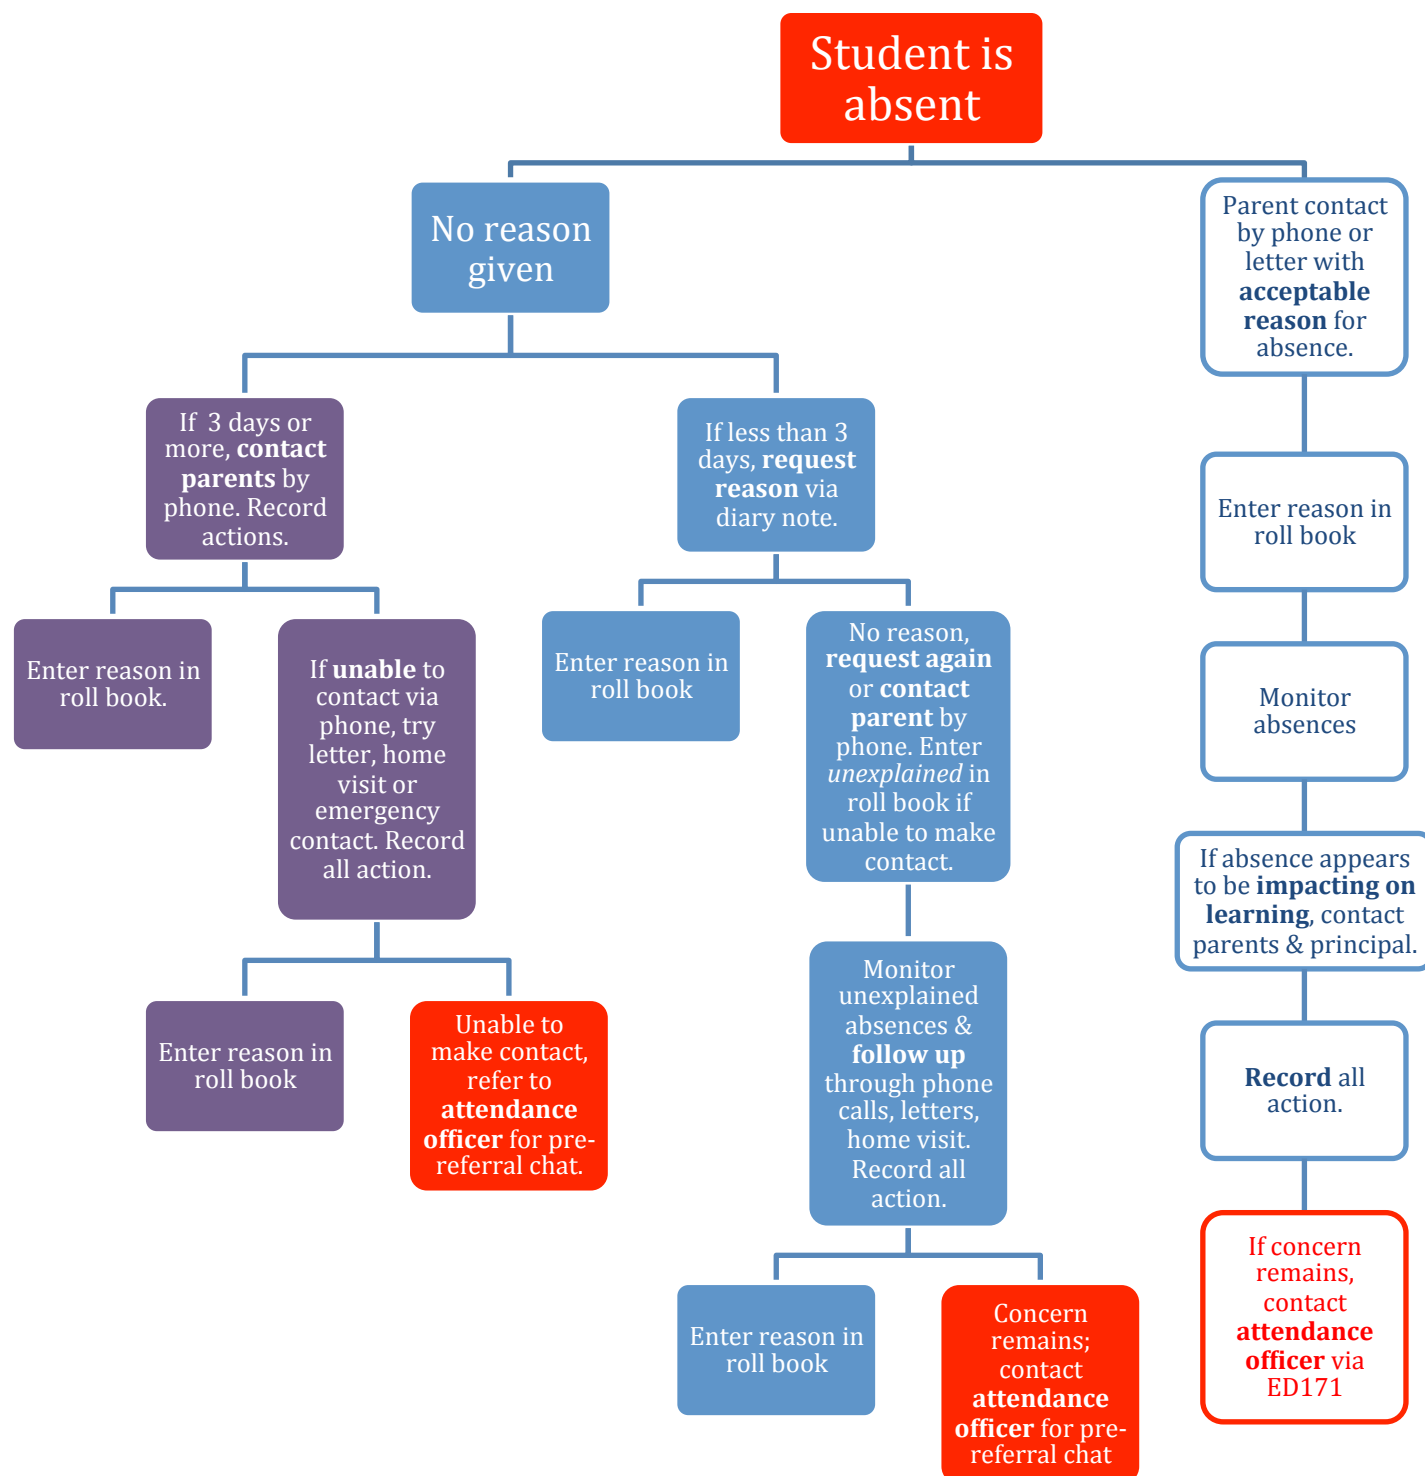 Student is
absent
No reason
given
Parent contact
by phone or
letter with
acceptable
reason for
absence.
If 3 days or
more, contact
parents by
phone. Record
actions.
If less than 3
days, request
reason via
diary note.
Enter reason in
roll book
Enter reason in
roll book.
If unable to
contact via
phone, try
letter, home
visit or
emergency
contact. Record
all action.
Enter reason in
roll book
No reason,
request again
or contact
parent by
phone. Enter
unexplained in
roll book if
unable to make
contact.
Monitor
absences
If absence appears
to be impacting on
learning, contact
parents & principal.
Enter reason in
roll book
Unable to
make contact,
refer to
attendance
officer for pre-
referral chat.
Monitor
unexplained
absences &
follow up
through phone
calls, letters,
home visit.
Record all
action.
Record all
action.
Enter reason in
roll book
Concern
remains;
contact
attendance
officer for pre-
referral chat
If concern
remains,
contact
attendance
officer via
ED171